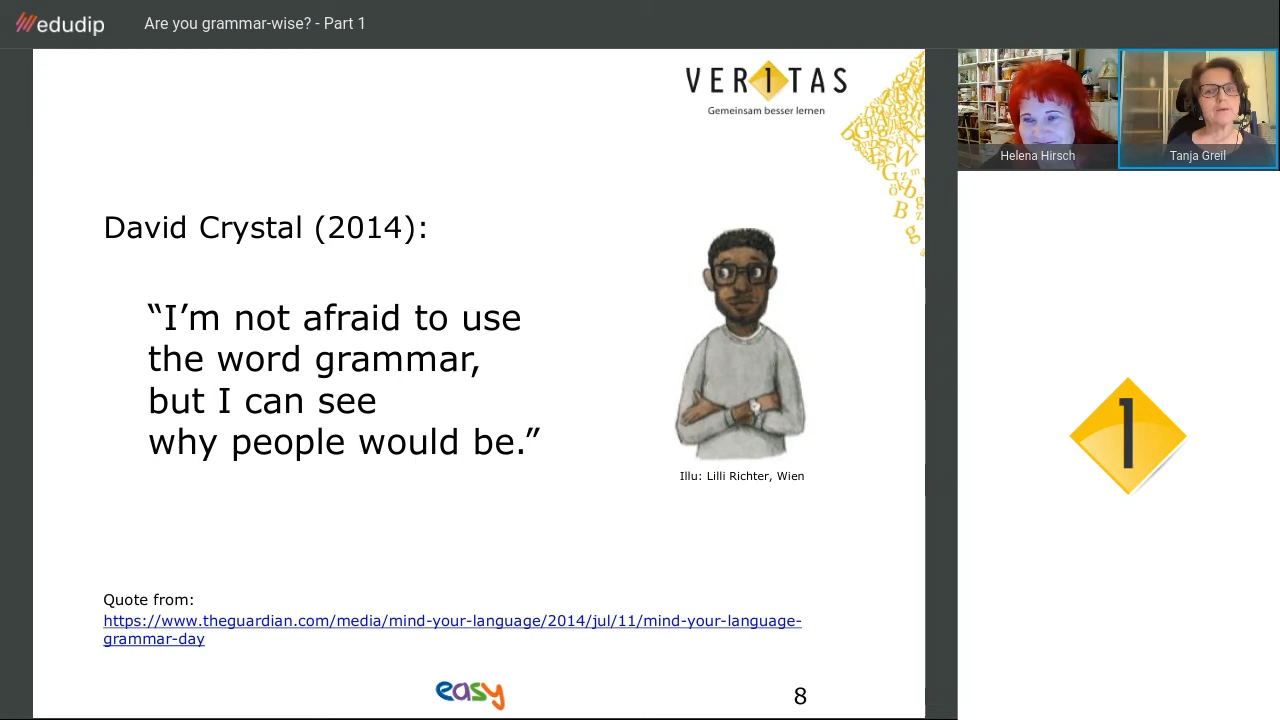 edudip
Are you grammar-wise? - Part 1
VER1TAS
Gemeinsam besser lernen
Helena Hirsch
Tanja Greil
David Crystal (2014):
“I’m not afraid to use
the word grammar,
but I can see
why people would be.”
Illu: Lilli Richter, Wien
1
Quote from:
https://www.theguardian.com/media/mind-your-language/2014/jul/11/mind-your-language-
grammar-day
easy
8